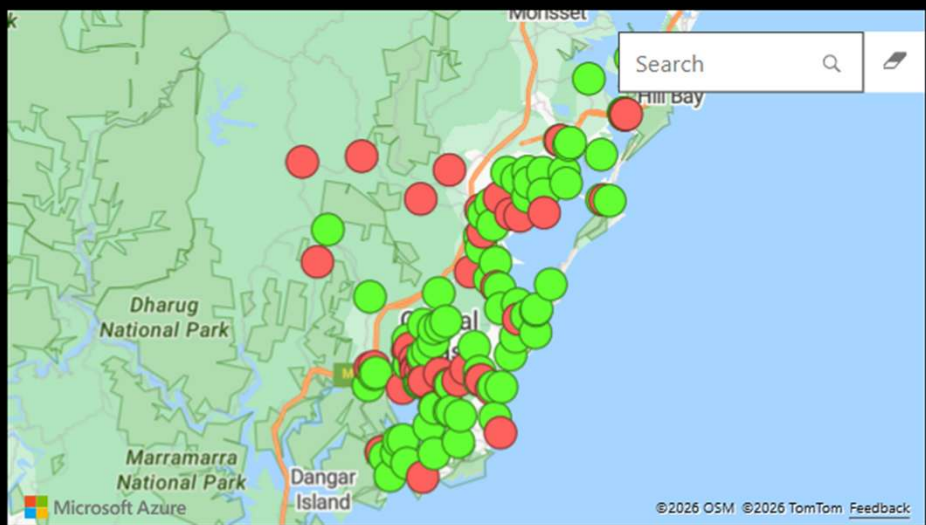 Morisset
Search
Hill Bay
Dharug
National Park
M
Marramarra
National Park
Dangar
Island
Microsoft Azure
©2026 OSM ©2026 TomTom Feedback